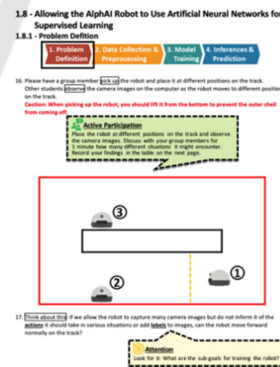 1.8 - Allowing the AlphAI Robot to Use Artificial Neural Networks fo
Supervised Learning
1.8.1 - Problem Defition
1. Problem
Definition
2. Data Collection &
Preprocessing
3. Model
Training
4. Inferences &
Prediction
16. Please have a group member pick up the robot and place it at different positions on the track.
Other students observe the camera images on the computer as the robot moves to different positio
on the track.
Caution: When picking up the robot, you should lift it from the bottom to prevent the outer shell
from coming off.
Active Participation
Place the robot at different positions on the track and observe
the camera images. Discuss with your group members for
1 minute how many different situations it might encounter.
Record your findings in the table on the next page.
③
②
①
17. Think about this: if we allow the robot to capture many camera images but do not inform it of the
actions it should take in various situations or add labels to images, can the robot move forward
normally on the track?
Attention
Look for it: What are the sub-goals for training the robot?